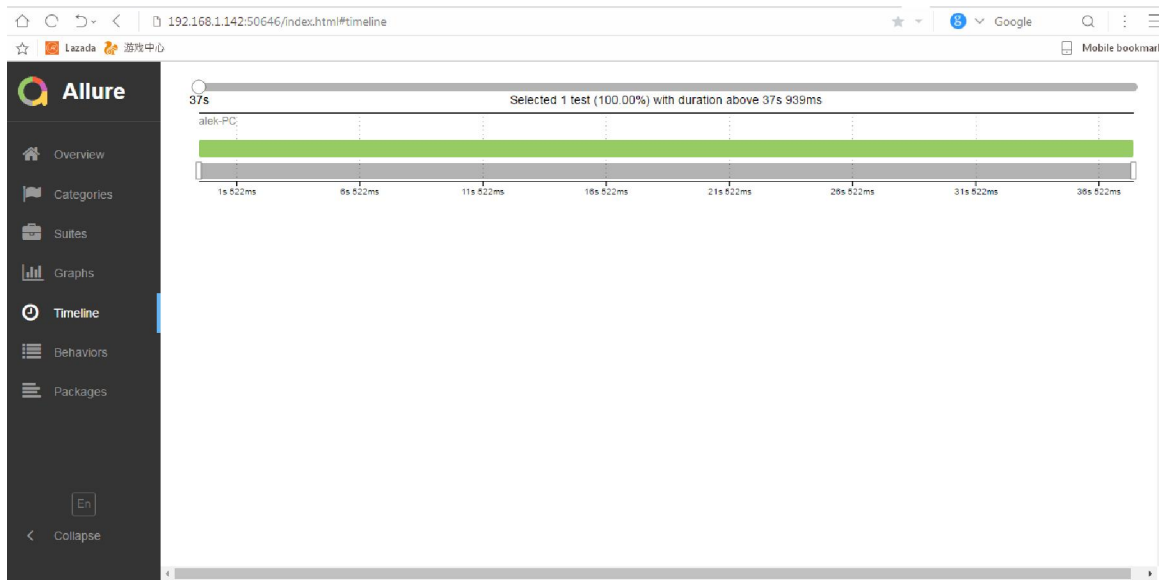 192.168.1.142:50646/index.html#timeline
Google
Lazada 游戏中心
Mobile bookmar
Allure
37s
Selected 1 test (100.00%) with duration above 37s 939ms
alek-PC
1s 522ms 6s 522ms 11s 522ms 16s 522ms 21s 522ms 26s 522ms 31s 522ms 36s 522ms
Overview
Categories
Suites
Graphs
Timeline
Behaviors
Packages
En
Collapse